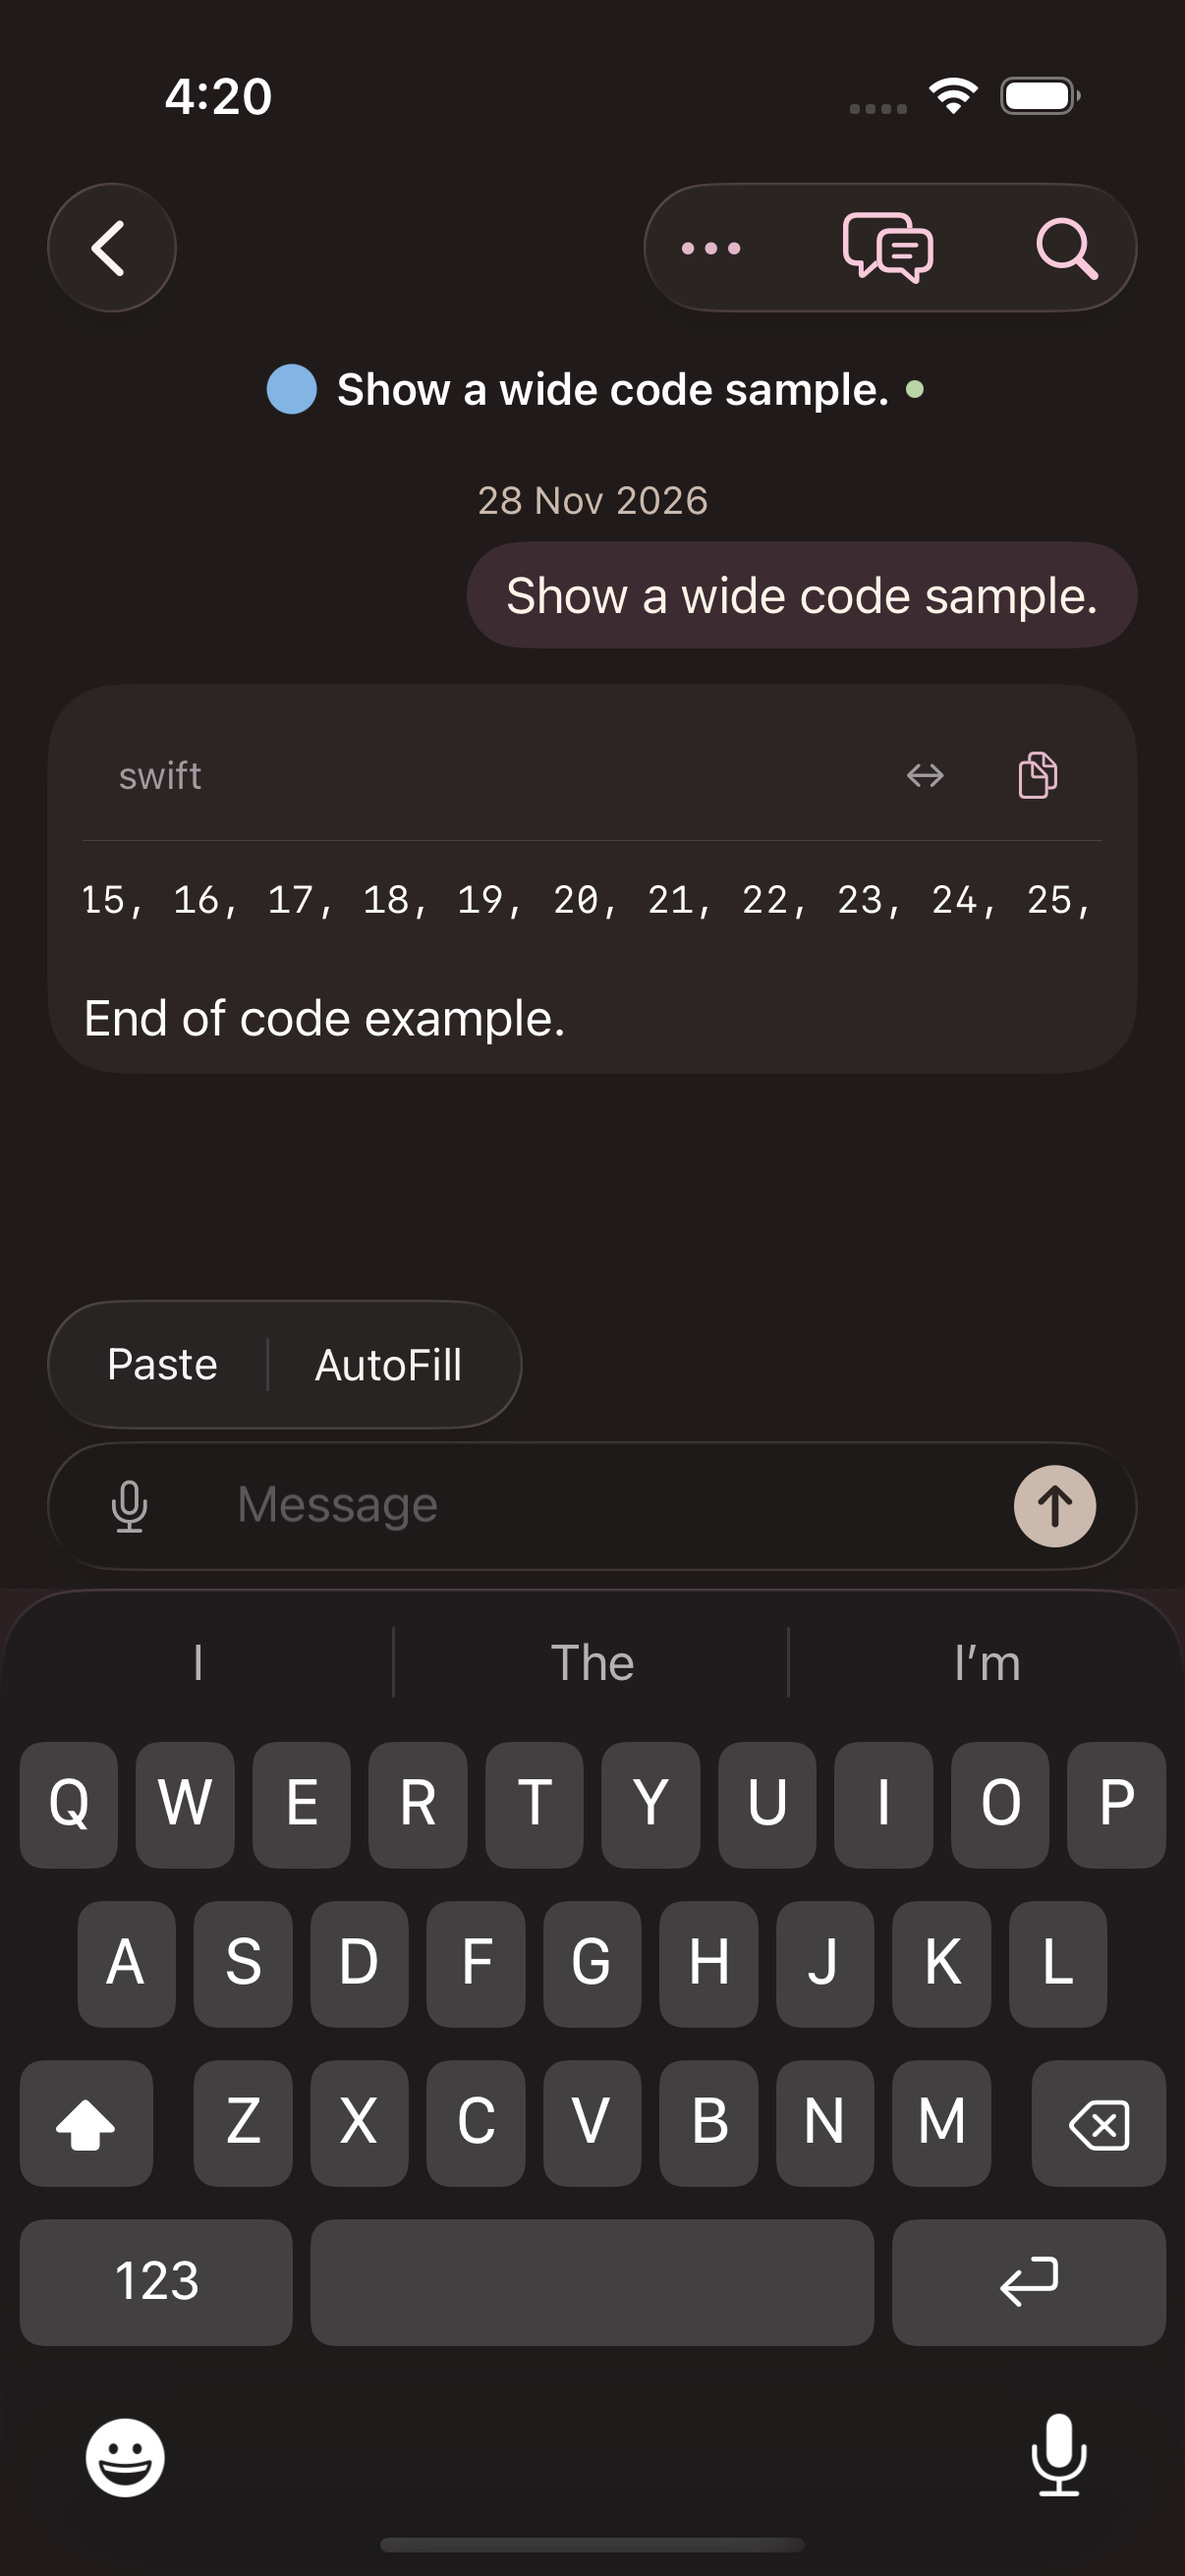 4:20
Show a wide code sample.
28 Nov 2026
Show a wide code sample.
swift
15, 16, 17, 18, 19, 20, 21, 22, 23, 24, 25,
End of code example.
Paste AutoFill
Message
I The I’m
Q W E R T Y U I O P
A S D F G H J K L
Z X C V B N M
123